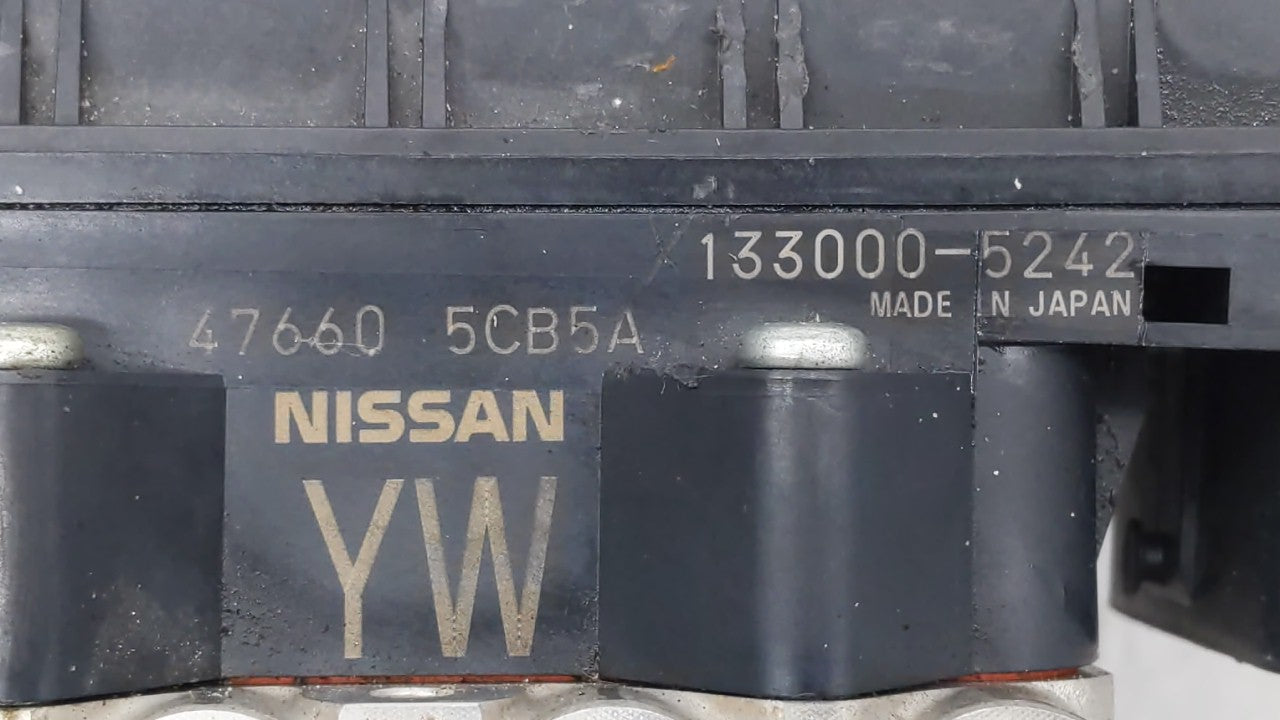 133000-5242
MADE IN JAPAN
47660 5CB5A
NISSAN
YW